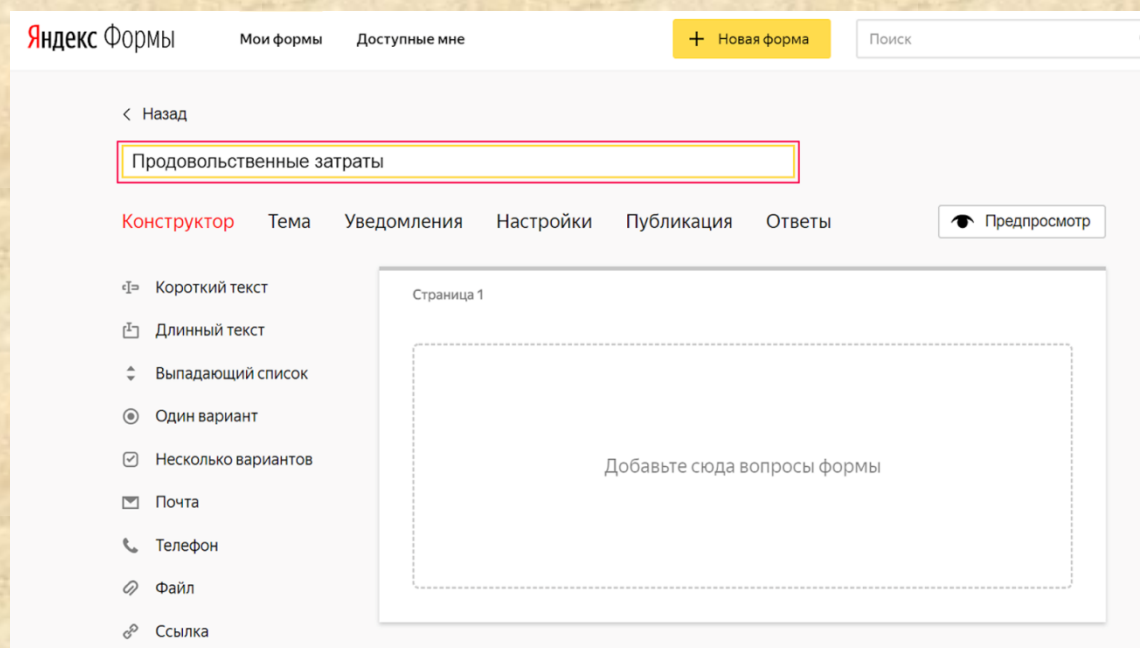 Яндекс Формы Мои формы Доступные мне + Новая форма Поиск
< Назад
Продовольственные затраты
Конструктор Тема Уведомления Настройки Публикация Ответы Предпросмотр
Короткий текст
Страница 1
Длинный текст
Выпадающий список
Один вариант
Несколько вариантов
Добавьте сюда вопросы формы
Почта
Телефон
Файл
Ссылка